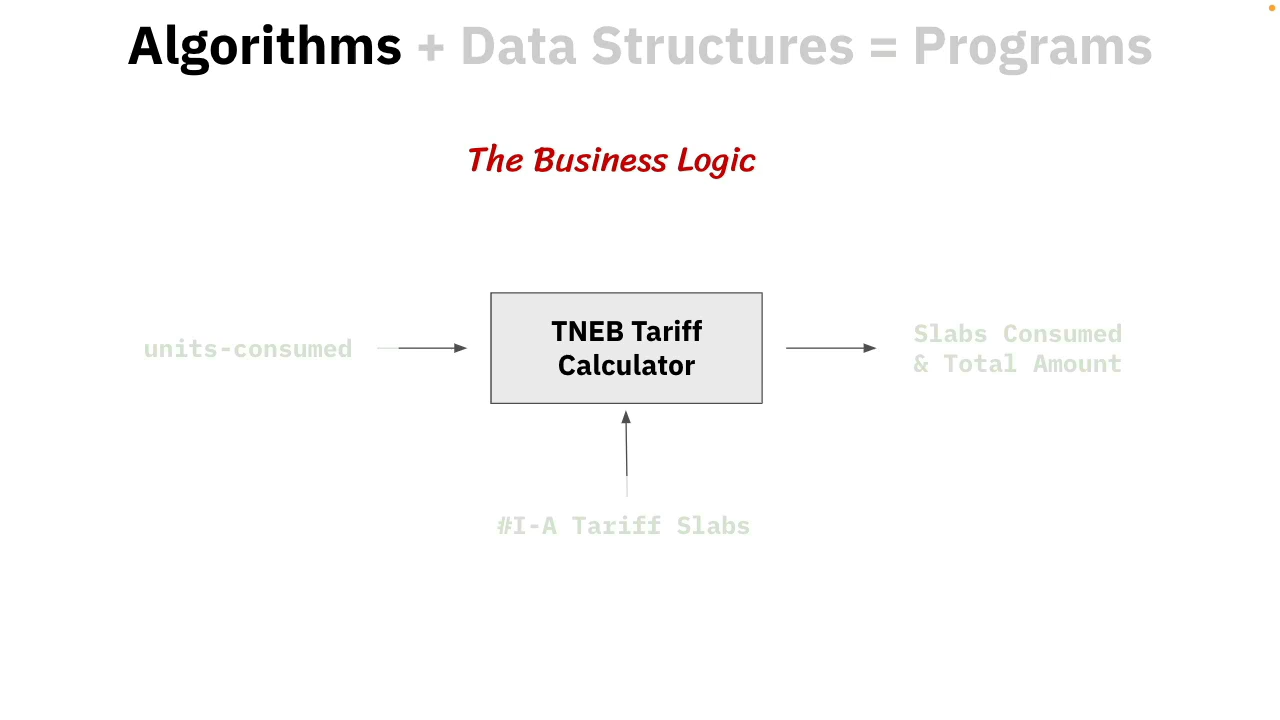 Algorithms + Data Structures = Programs
The Business Logic
units-consumed
TNEB Tariff
Calculator
Slabs Consumed
& Total Amount
#I-A Tariff Slabs